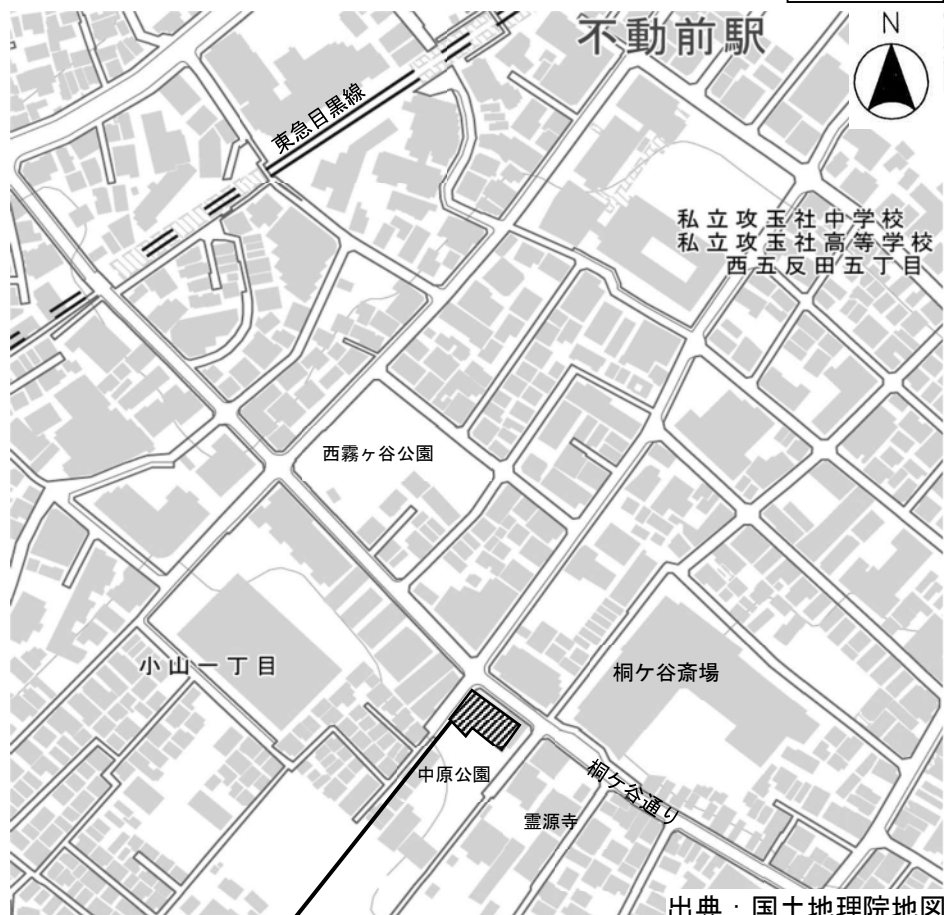 不動前駅
N
東急目黒線
私立攻玉社中学校
私立攻玉社高等学校
西五反田五丁目
西霧ヶ谷公園
小山一丁目
桐ケ谷斎場
中原公園
桐ケ谷通り
霊源寺
出典：国土地理院地図